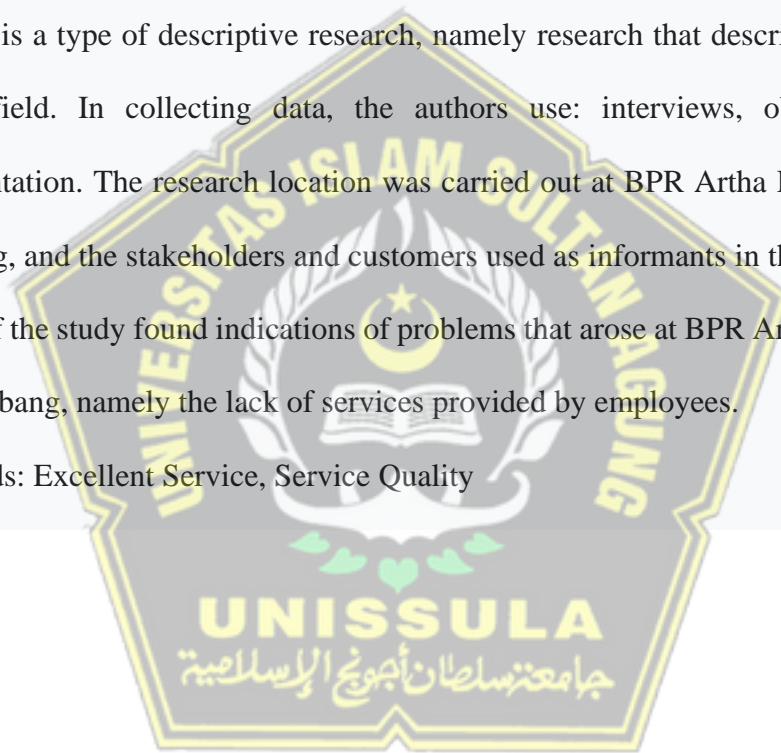 is a type of descriptive research, namely research that descri
field. In collecting data, the authors use: interviews, ob
ntation. The research location was carried out at BPR Artha
g, and the stakeholders and customers used as informants in th
f the study found indications of problems that arose at BPR Ar
bang, namely the lack of services provided by employees.
ds: Excellent Service, Service Quality
UNIVERSITAS ISLAM SULTAN AGUNG
UNISSULA
جامعة سلطان أجونج الإسلامية